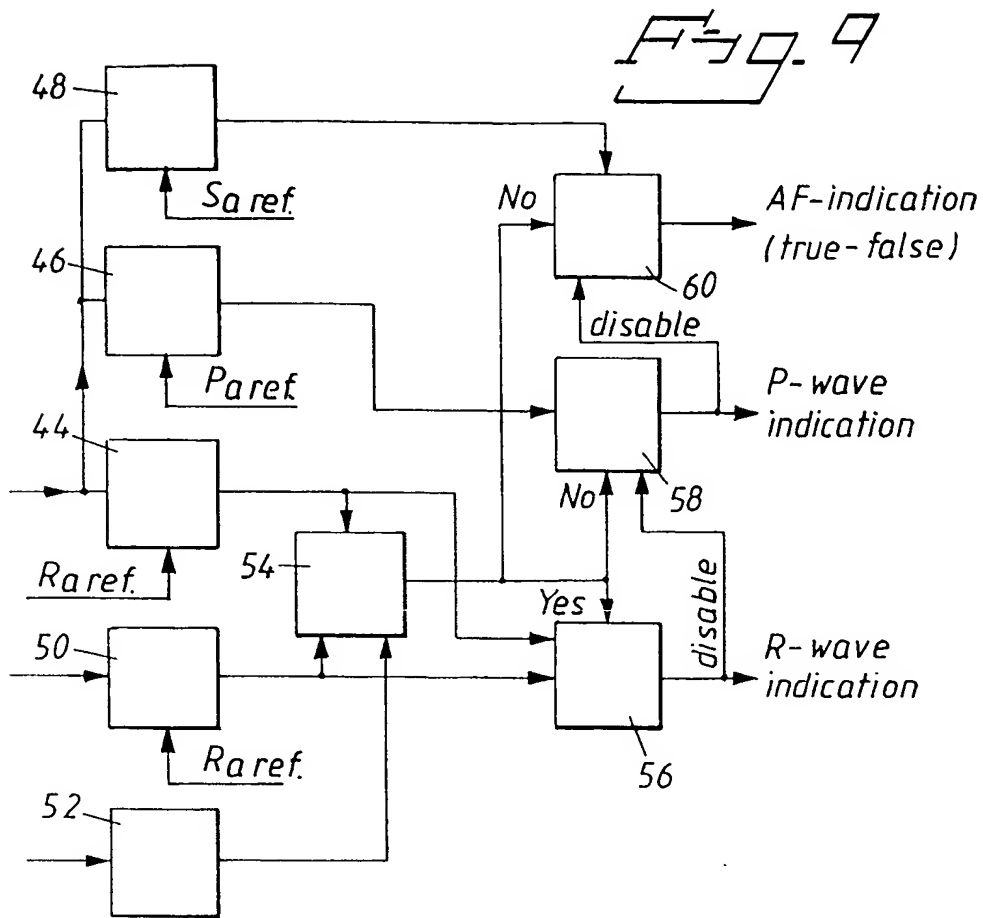 Fig. 9
48
Sa ref.
No
60
AF-indication
(true-false)
46
disable
Pa ref.
P-wave
indication
58
44
No
Ra ref.
54
Yes
disable
50
R-wave
indication
56
Ra ref.
52